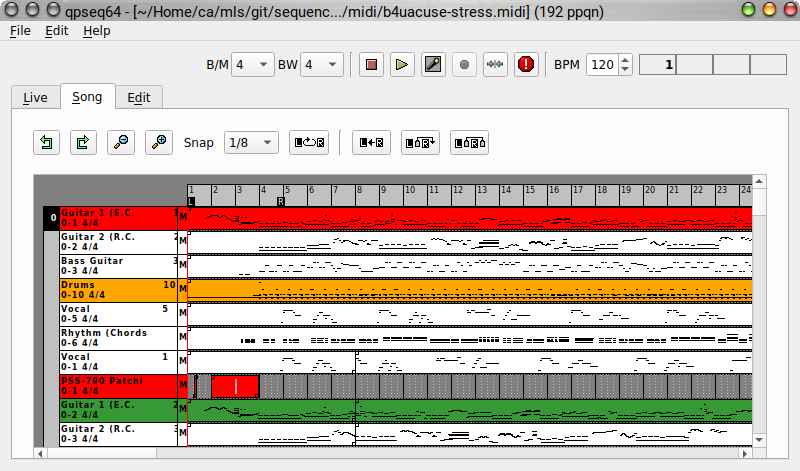 qpseq64 - [~/Home/ca/mls/git/sequenc.../midi/b4uacuse-stress.midi] (192 ppqn)
File Edit Help
B/M 4 BW 4 BPM 120 1
Live Song Edit
Snap 1/8
1 2 3 4 5 6 7 8 9 10 11 12 13 14 15 16 17 18 19 20 21 22 23 24
L R
0 Guitar 1 (E.C. 1 M
0-1 4/4
Guitar 2 (R.C. 2 M
0-2 4/4
Bass Guitar 3 M
0-3 4/4
Drums 10 M
0-10 4/4
Vocal 5 M
0-5 4/4
Rhythm (Chords M
0-6 4/4
Vocal 1 M
0-1 4/4
PSS-790 Patchi M
0-1 4/4
Guitar 1 (E.C. 2 M
0-2 4/4
Guitar 2 (R.C. 3 M
0-3 4/4